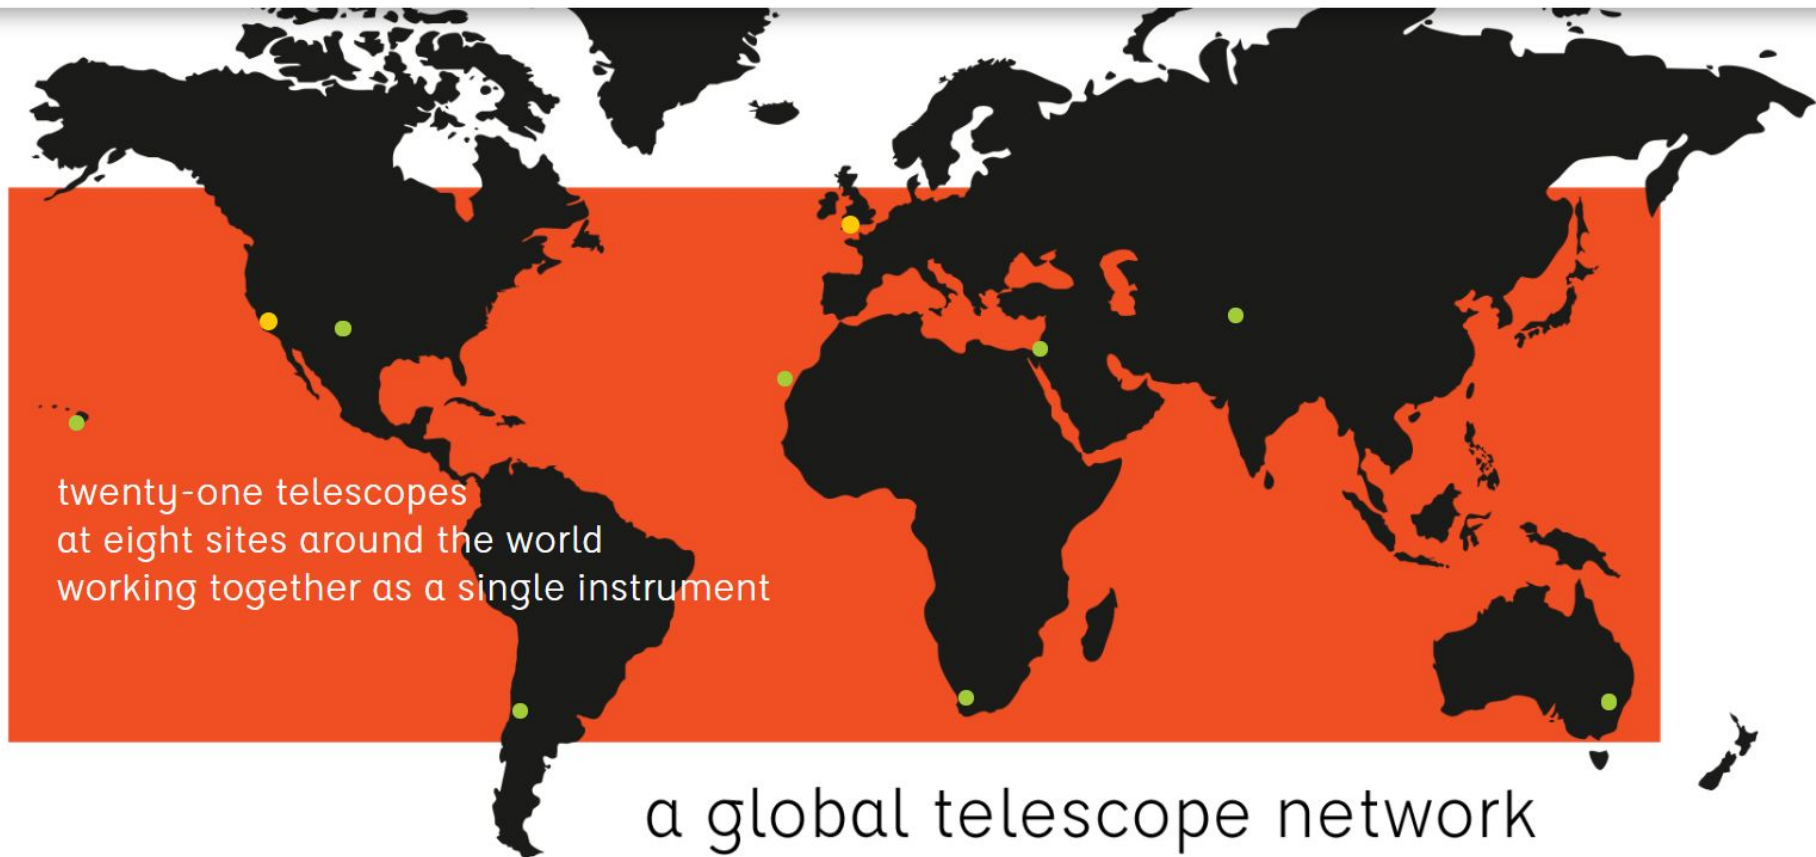 twenty-one telescopes
at eight sites around the world
working together as a single instrument
a global telescope network